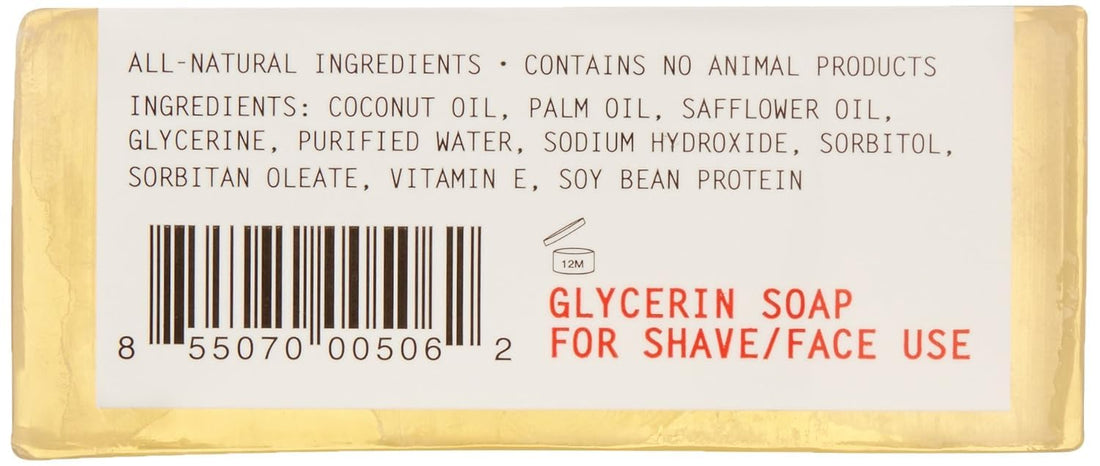 ALL-NATURAL INGREDIENTS • CONTAINS NO ANIMAL PRODUCTS
INGREDIENTS: COCONUT OIL, PALM OIL, SAFFLOWER OIL,
GLYCERINE, PURIFIED WATER, SODIUM HYDROXIDE, SORBITOL,
SORBITAN OLEATE, VITAMIN E, SOY BEAN PROTEIN
12M
GLYCERIN SOAP
FOR SHAVE/FACE USE
8 55070 00506 2